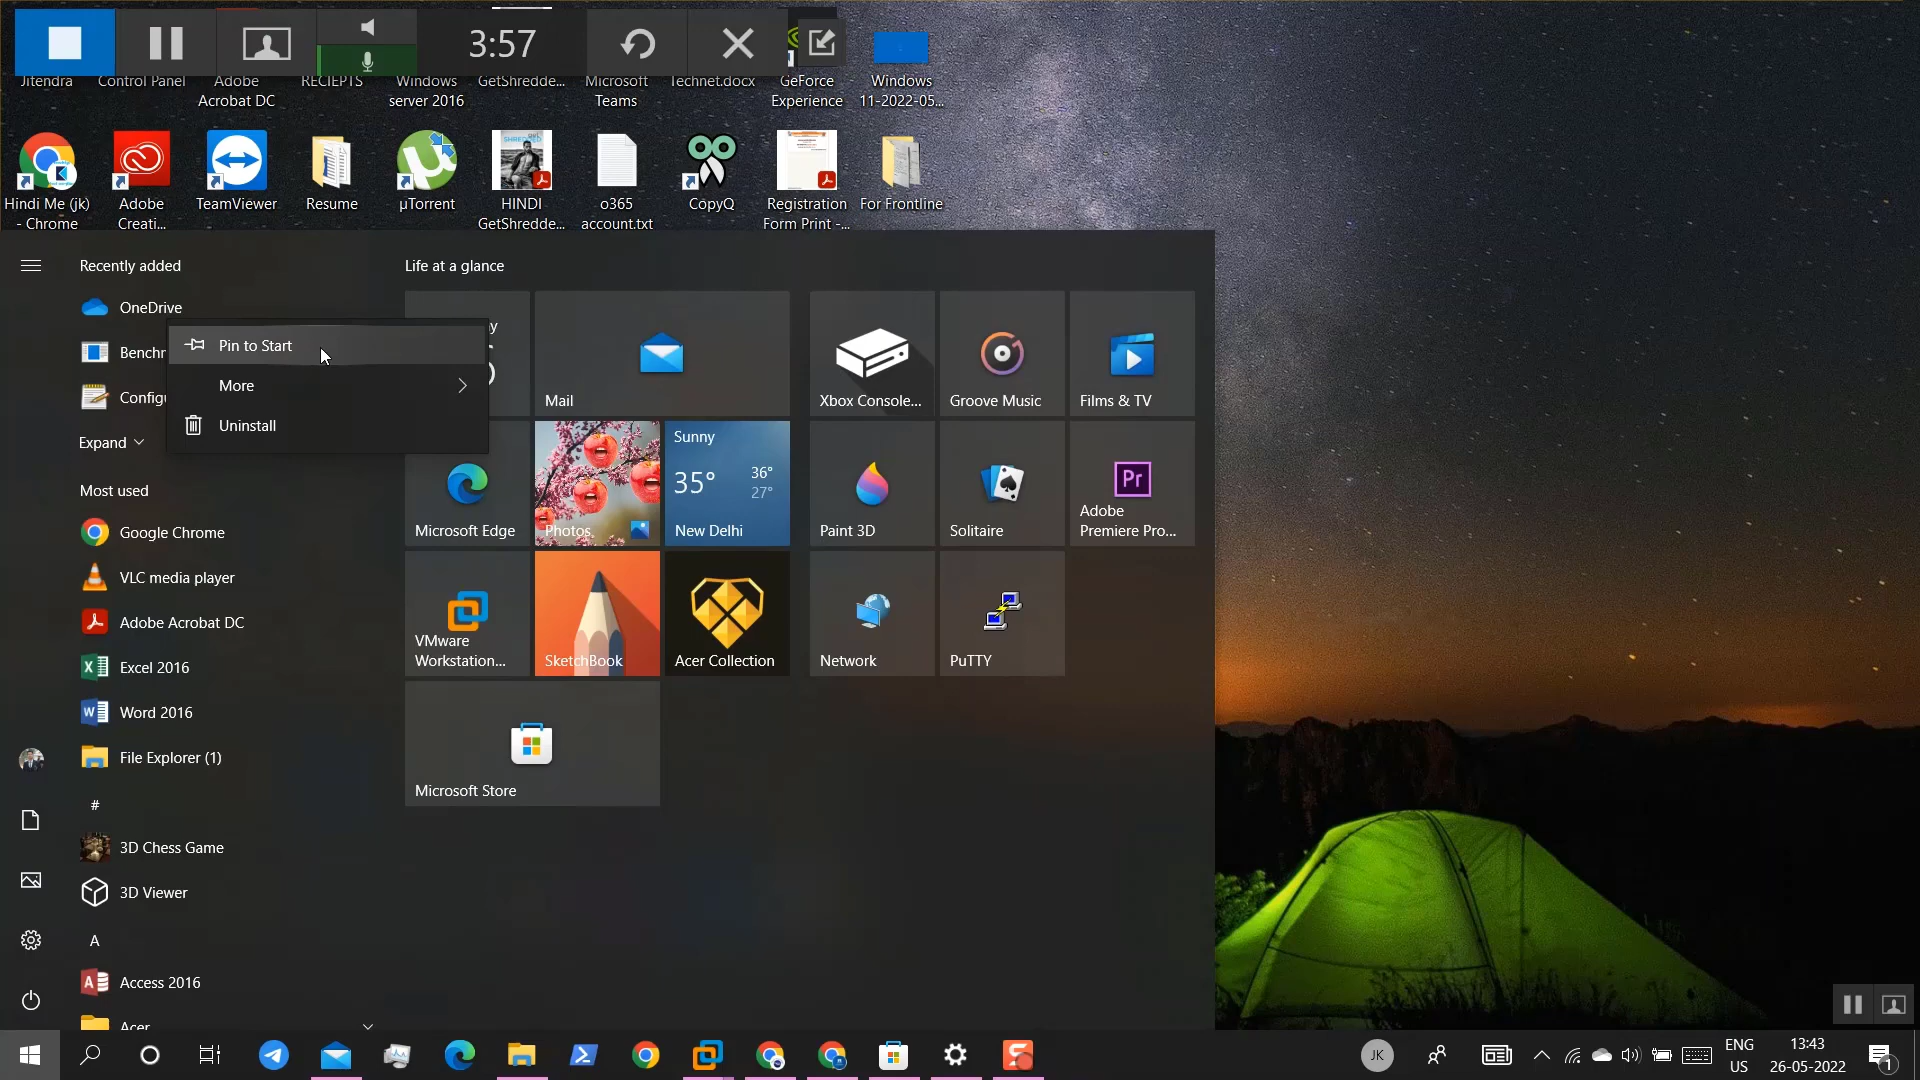 3:57
Jitendra
Control Panel
Adobe
Acrobat DC
RECIEPTS
Windows
server 2016
GetShredde...
Microsoft
Teams
Technet.docx
GeForce
Experience
Windows
11-2022-05...
Hindi Me (jk)
- Chrome
Adobe
Creati...
TeamViewer
Resume
µTorrent
HINDI
GetShredde...
o365
account.txt
CopyQ
Registration
Form Print -...
For Frontline
Recently added
OneDrive
Benchr
Configu
Expand
Pin to Start
More
Uninstall
Most used
Google Chrome
VLC media player
Adobe Acrobat DC
Excel 2016
Word 2016
File Explorer (1)
#
3D Chess Game
3D Viewer
A
Access 2016
Acer
Life at a glance
Mail
Xbox Console...
Groove Music
Films & TV
Microsoft Edge
Photos
Sunny
35°
36°
27°
New Delhi
Paint 3D
Solitaire
Pr
Adobe
Premiere Pro...
VMware
Workstation...
SketchBook
Acer Collection
Network
PuTTY
Microsoft Store
JK
ENG
US
13:43
26-05-2022
1